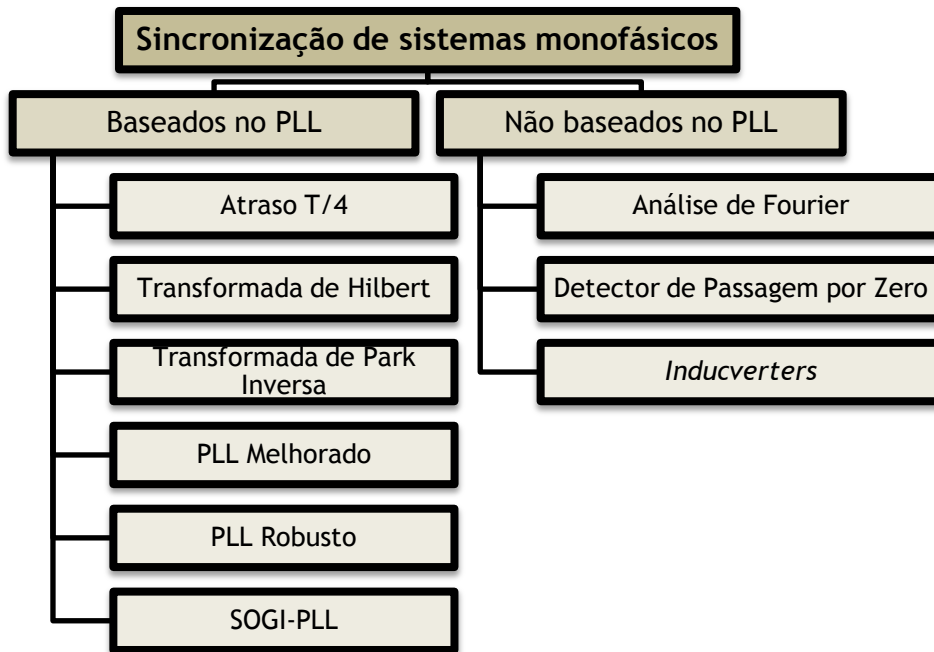 Sincronização de sistemas monofásicos
Baseados no PLL
Não baseados no PLL
Atraso T/4
Transformada de Hilbert
Transformada de Park
Inversa
PLL Melhorado
PLL Robusto
SOGI-PLL
Análise de Fourier
Detector de Passagem por Zero
Inducverters